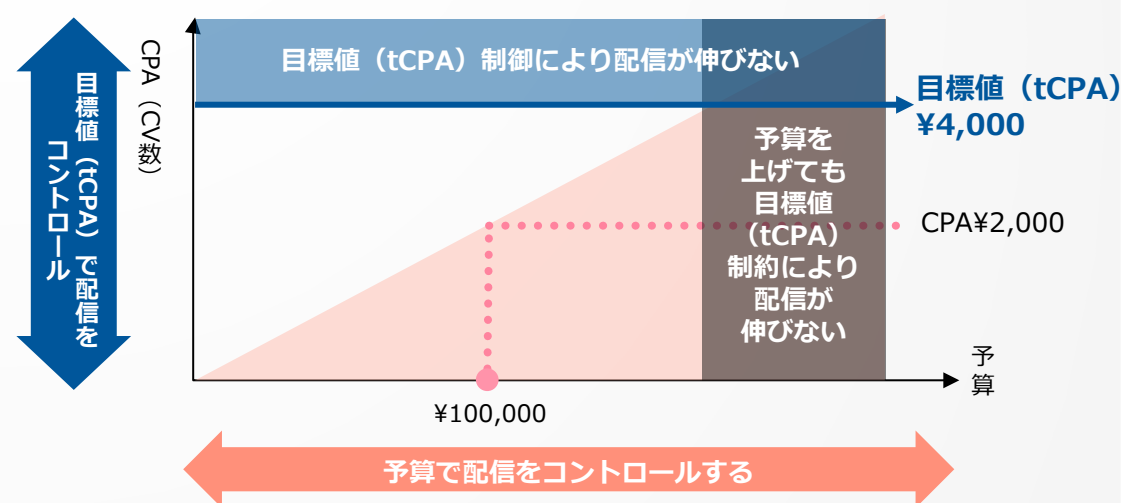 目標値（tCPA）で配信を
コントロール
CPA（CV数）
目標値（tCPA）制御により配信が伸びない
目標値（tCPA）
¥4,000
予算を
上げても
目標値
（tCPA）
制約により
配信が
伸びない
CPA¥2,000
予
算
¥100,000
予算で配信をコントロールする